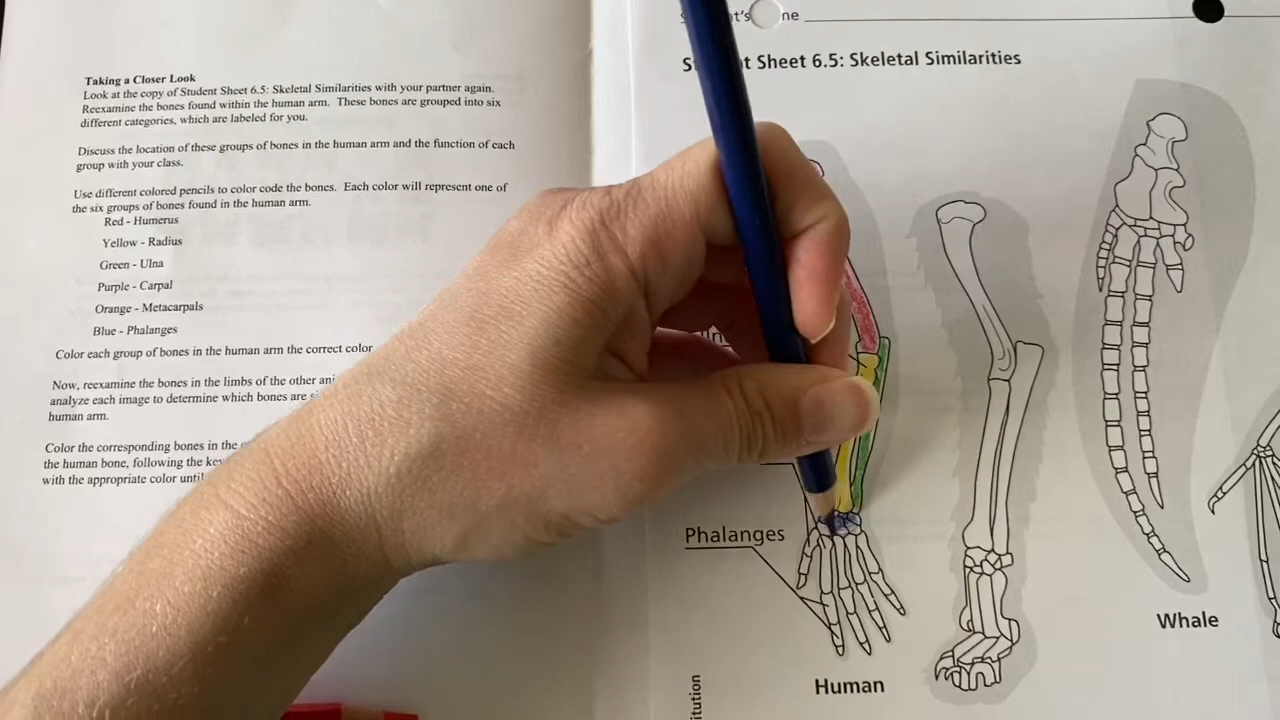 Taking a Closer Look
Look at the copy of Student Sheet 6.5: Skeletal Similarities with your partner again.
Reexamine the bones found within the human arm. These bones are grouped into six
different categories, which are labeled for you.
Discuss the location of these groups of bones in the human arm and the function of each
group with your class.
Use different colored pencils to color code the bones. Each color will represent one of
the six groups of bones found in the human arm.
Red - Humerus
Yellow - Radius
Green - Ulna
Purple - Carpal
Orange - Metacarpals
Blue - Phalanges
Color each group of bones in the human arm the correct color
Now, reexamine the bones in the limbs of the other
analyze each image to determine which bones are
human arm.
Color the corresponding bones in the
the human bone, following the
with the appropriate color until
Sheet 6.5: Skeletal Similarities
Phalanges
Human
Whale